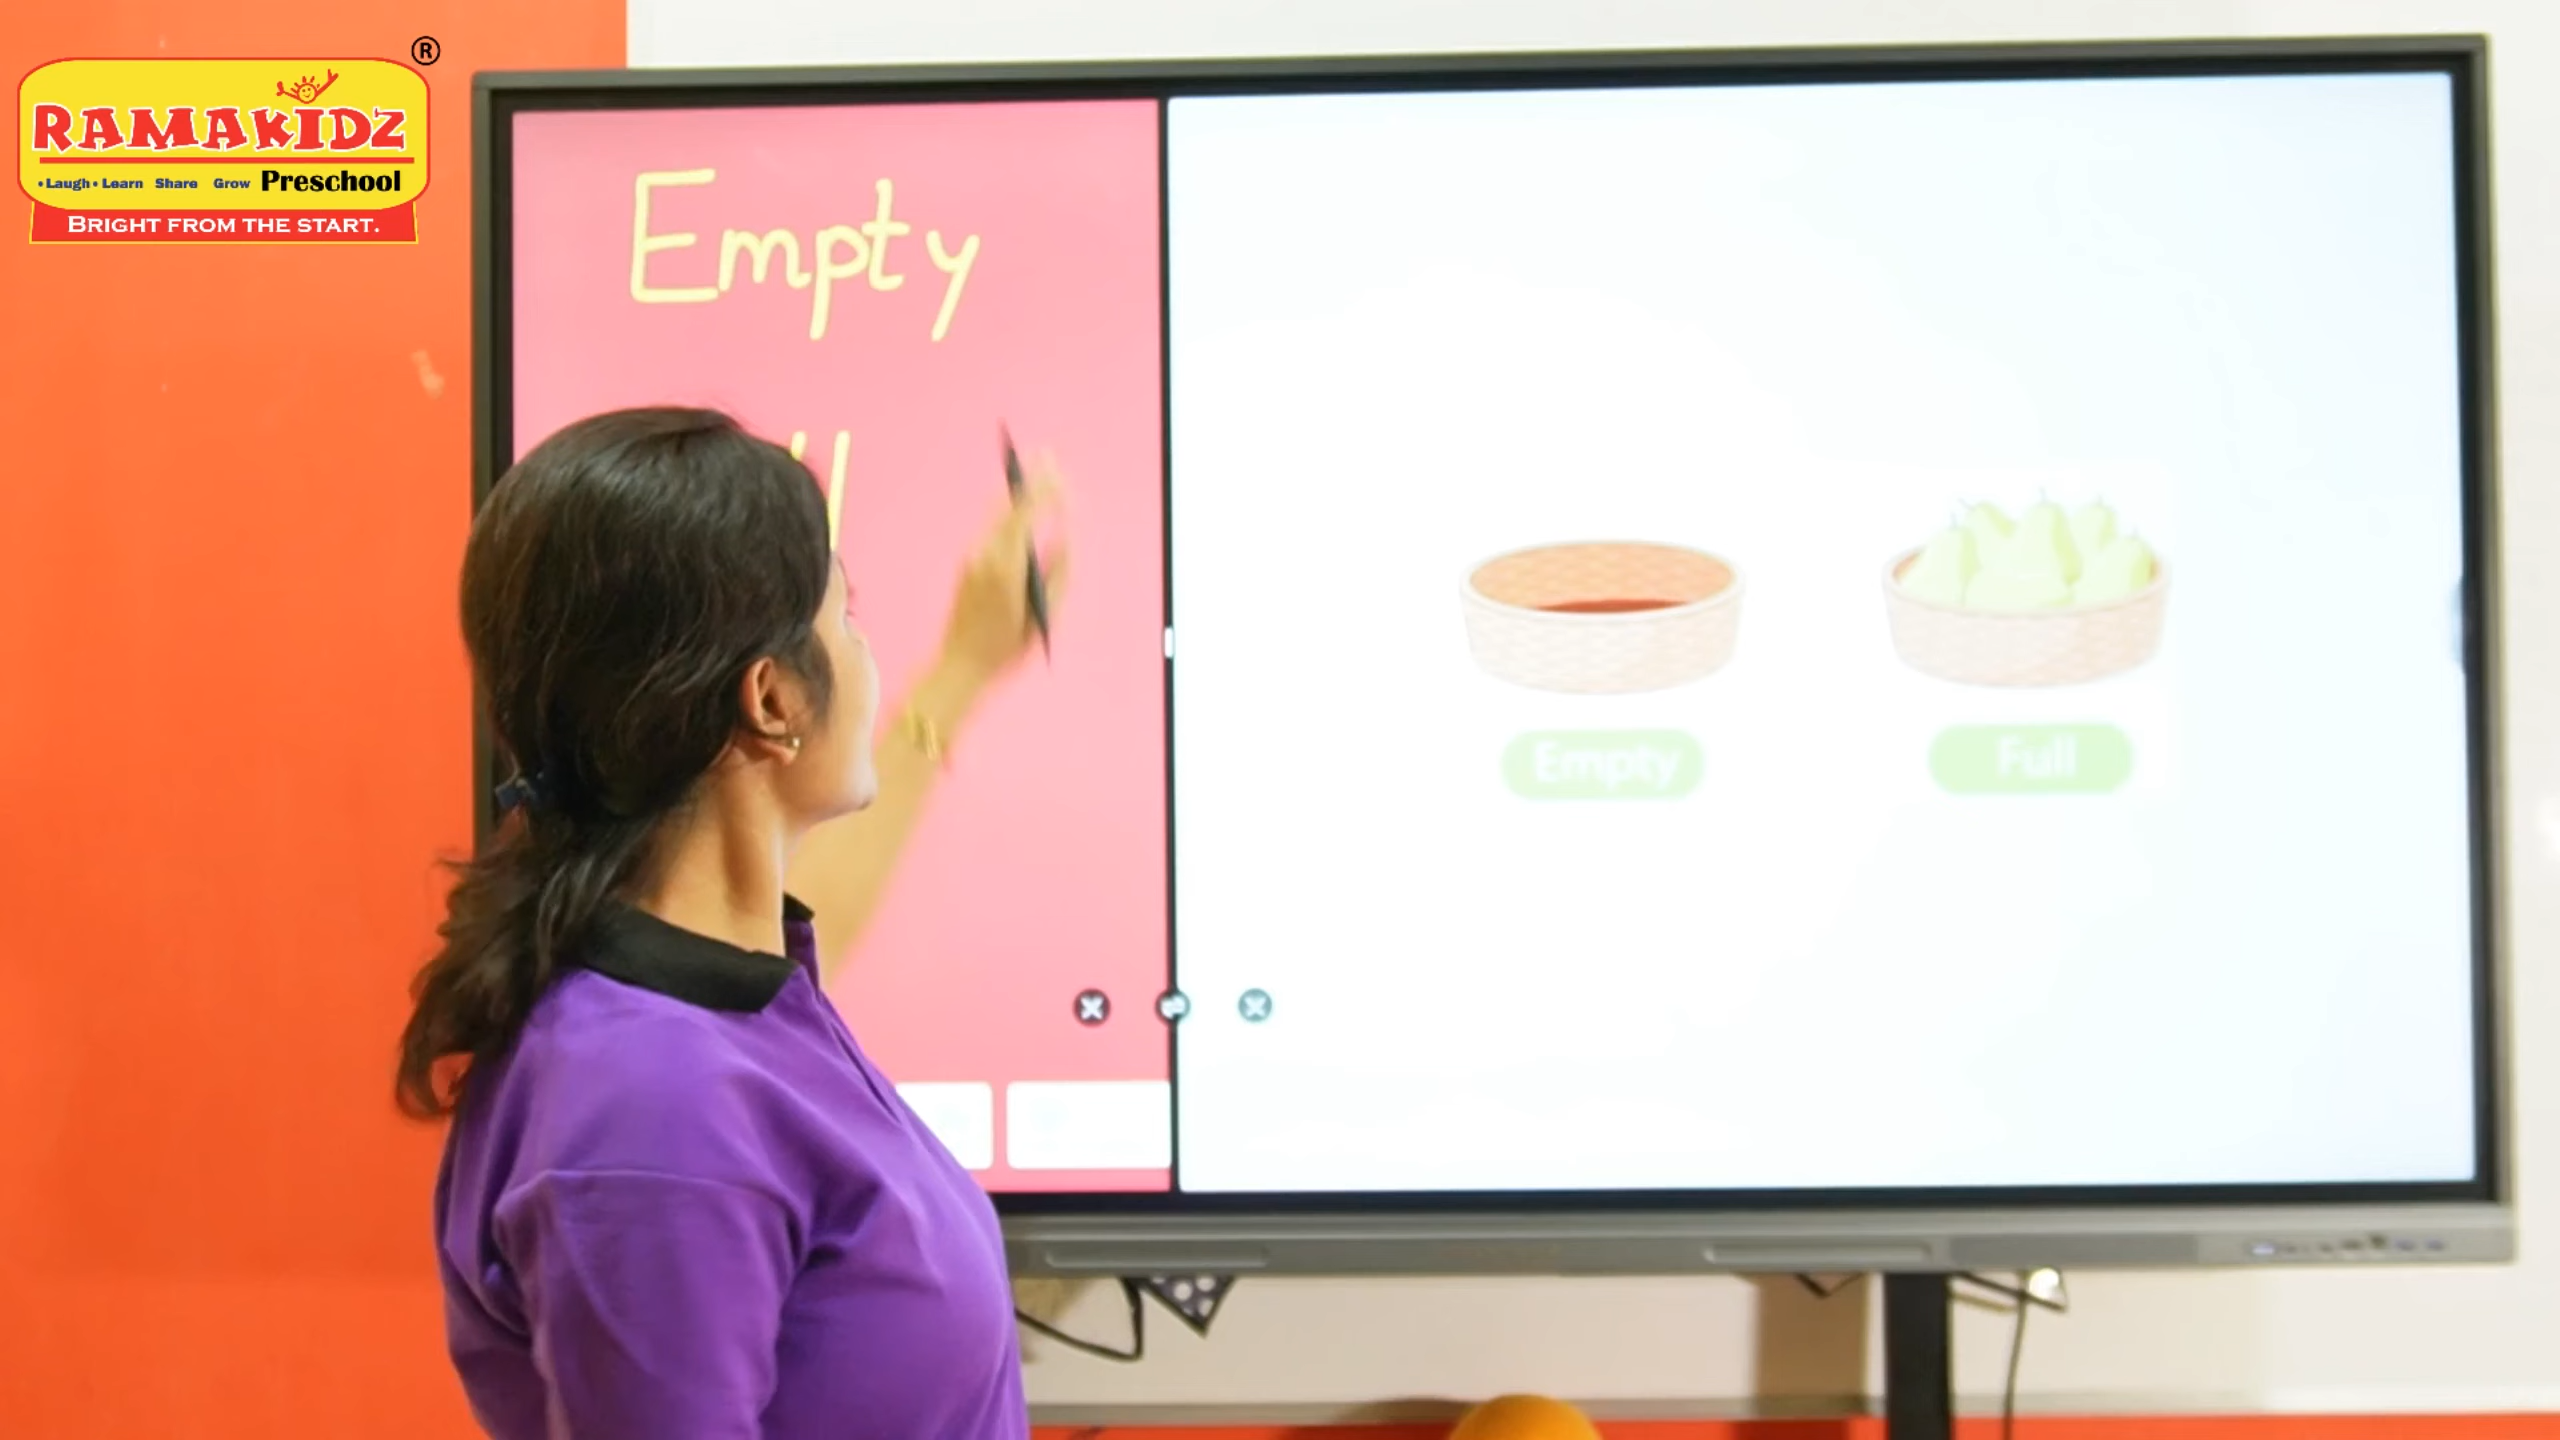 ®
RAMAKIDZ
• Laugh • Learn Share Grow Preschool
BRIGHT FROM THE START.
Empty
Empty Full